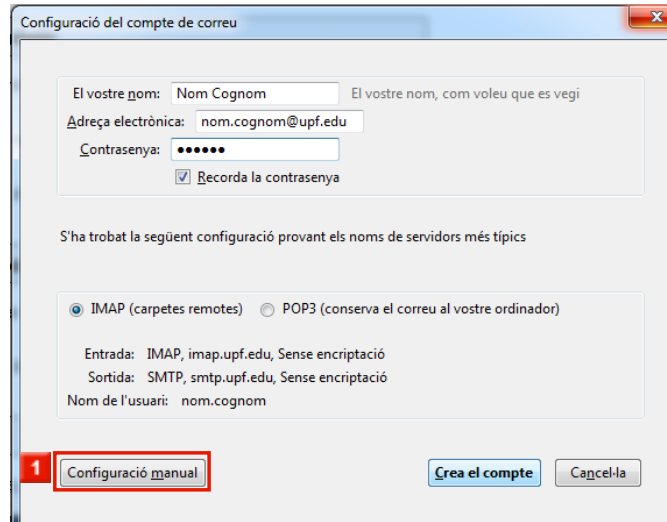 Configuració del compte de correu
x
El vostre nom: Nom Cognom El vostre nom, com voleu que es vegi
Adreça electrònica: nom.cognom@upf.edu
Contrasenya: ••••••
Recorda la contrasenya
S'ha trobat la següent configuració provant els noms de servidors més típics
IMAP (carpetes remotes) POP3 (conserva el correu al vostre ordinador)
Entrada: IMAP, imap.upf.edu, Sense encriptació
Sortida: SMTP, smtp.upf.edu, Sense encriptació
Nom de l'usuari: nom.cognom
1 Configuració manual Crea el compte Cancel·la